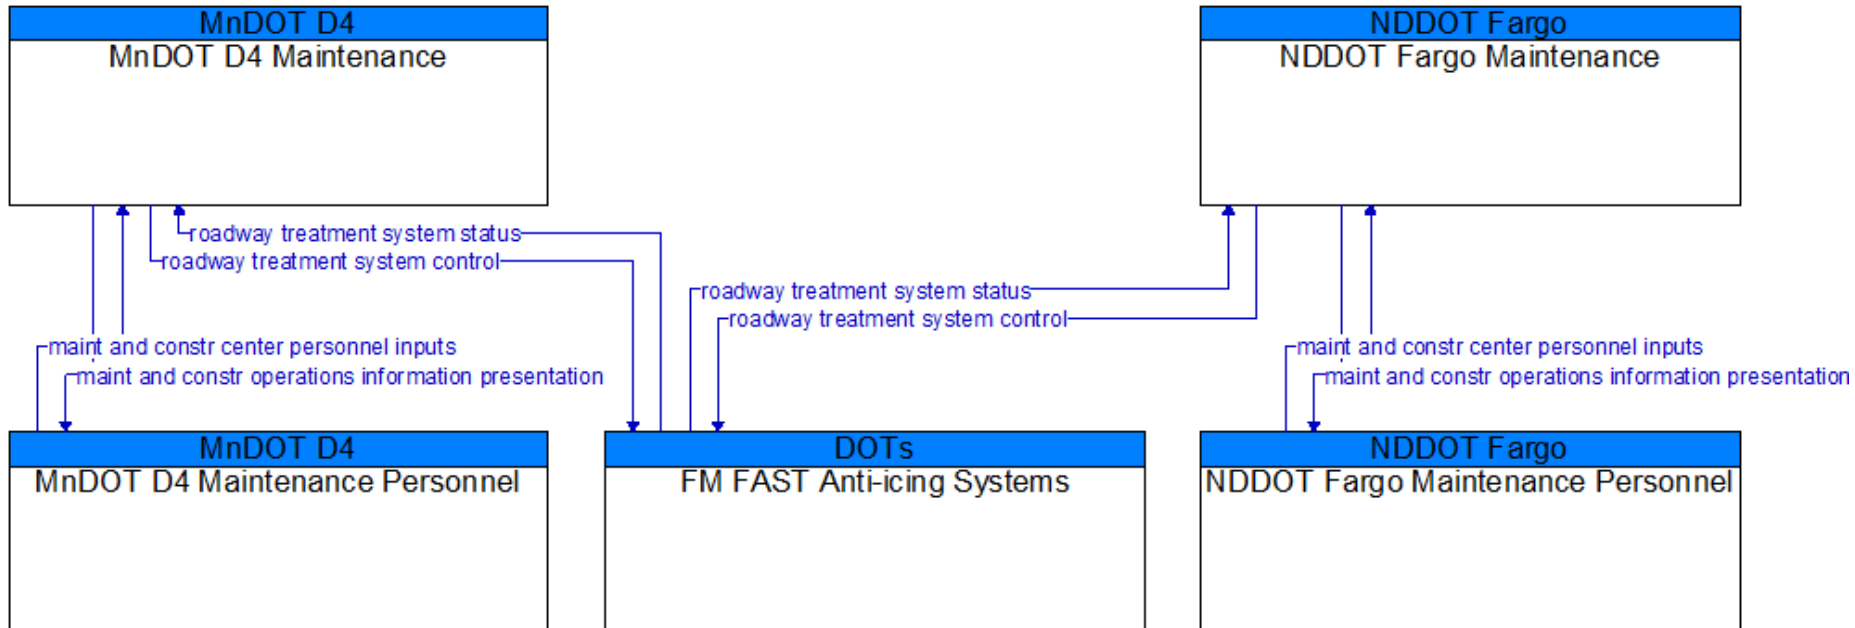 MnDOT D4
MnDOT D4 Maintenance
NDDOT Fargo
NDDOT Fargo Maintenance
roadway treatment system status
roadway treatment system control
roadway treatment system status
roadway treatment system control
maint and constr center personnel inputs
maint and constr operations information presentation
maint and constr center personnel inputs
maint and constr operations information presentation
MnDOT D4
MnDOT D4 Maintenance Personnel
DOTs
FM FAST Anti-icing Systems
NDDOT Fargo
NDDOT Fargo Maintenance Personnel